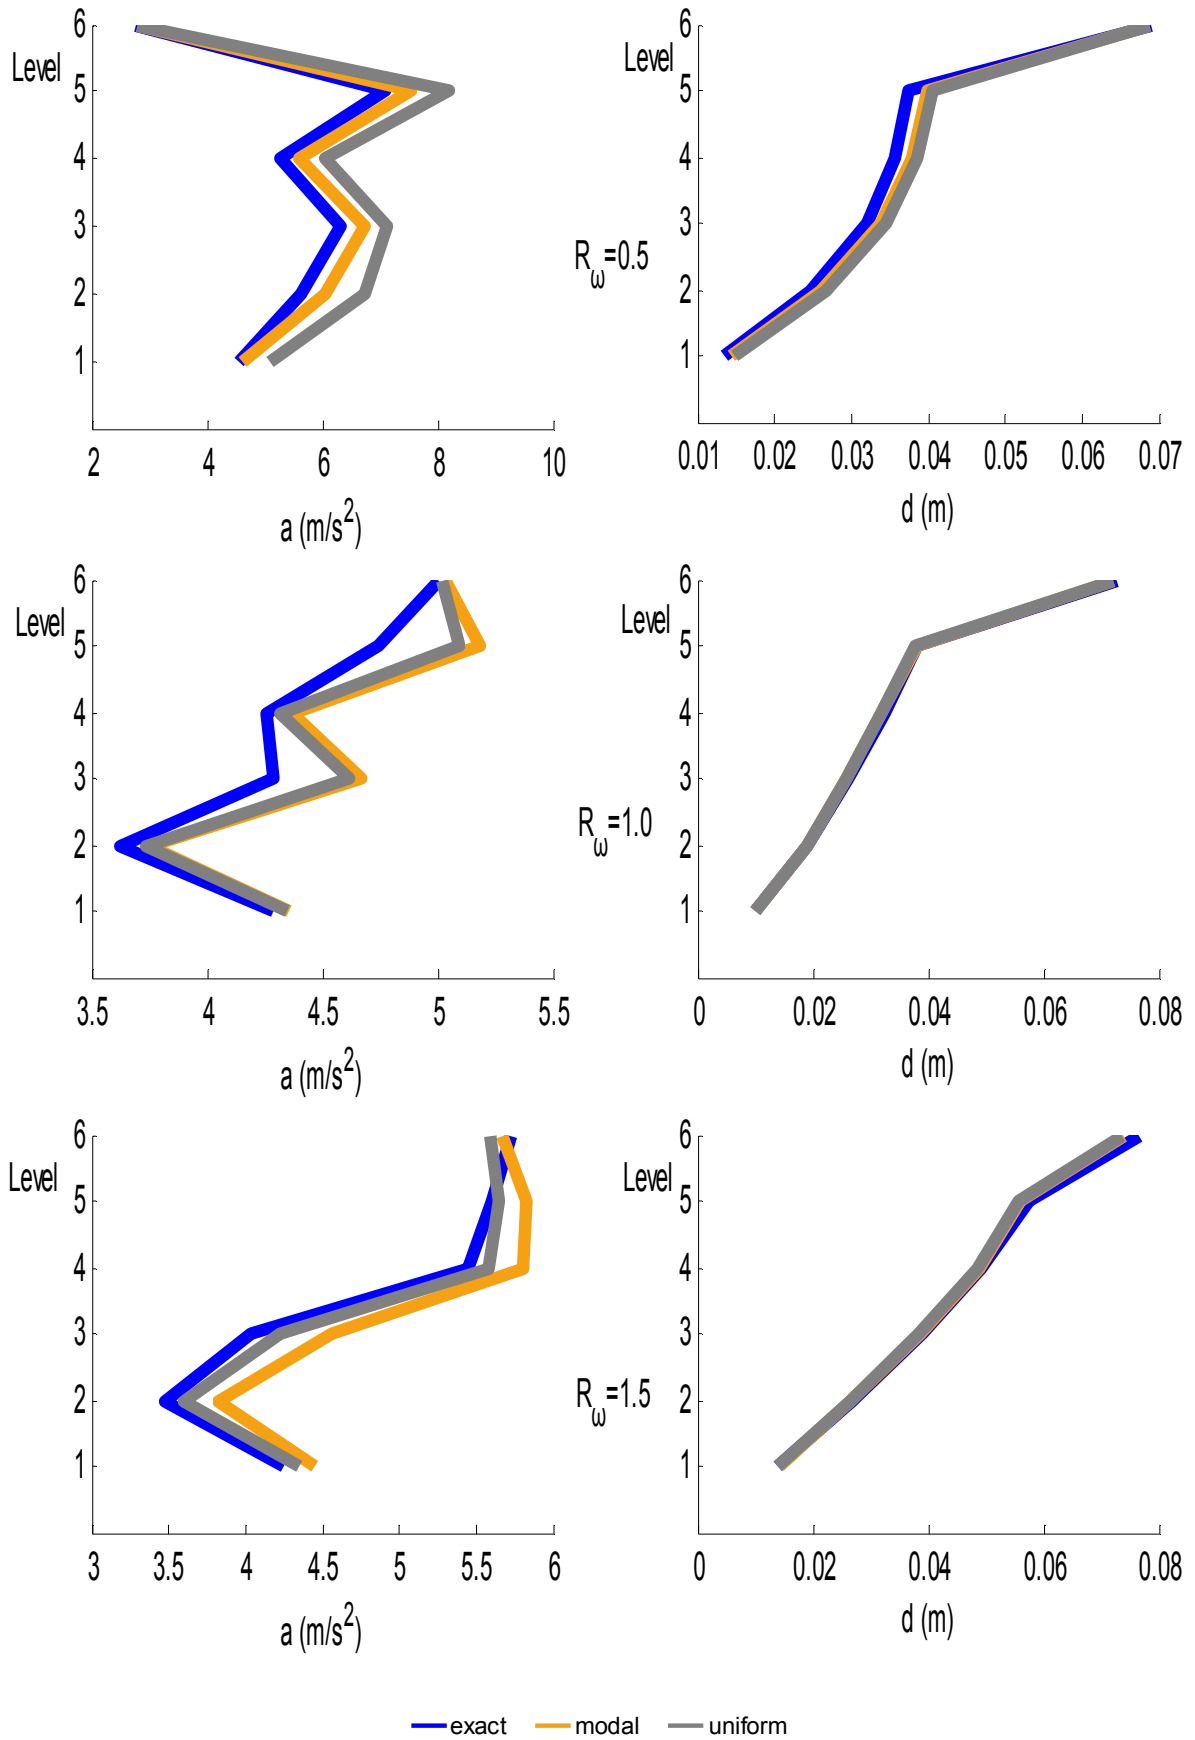 6
Level
5
4
3
2
1
2 4 6 8 10
a (m/s²)
6
Level
5
4
3
2
1
0.01 0.02 0.03 0.04 0.05 0.06 0.07
d (m)
R_ω=0.5
6
Level
5
4
3
2
1
3.5 4 4.5 5 5.5
a (m/s²)
6
Level
5
4
3
2
1
0 0.02 0.04 0.06 0.08
d (m)
R_ω=1.0
6
Level
5
4
3
2
1
3 3.5 4 4.5 5 5.5 6
a (m/s²)
6
Level
5
4
3
2
1
0 0.02 0.04 0.06 0.08
d (m)
R_ω=1.5
exact modal uniform